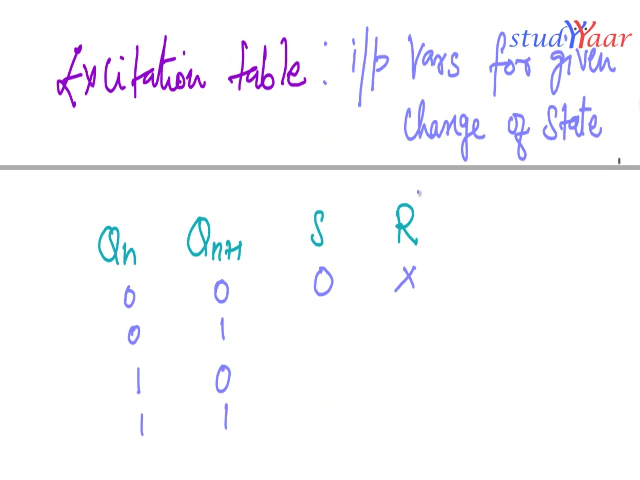 studYYaar
Excitation table : i/p Vars for given
change of state
Qn Qn+1 S R
0 0 0 X
0 1
1 0
1 1